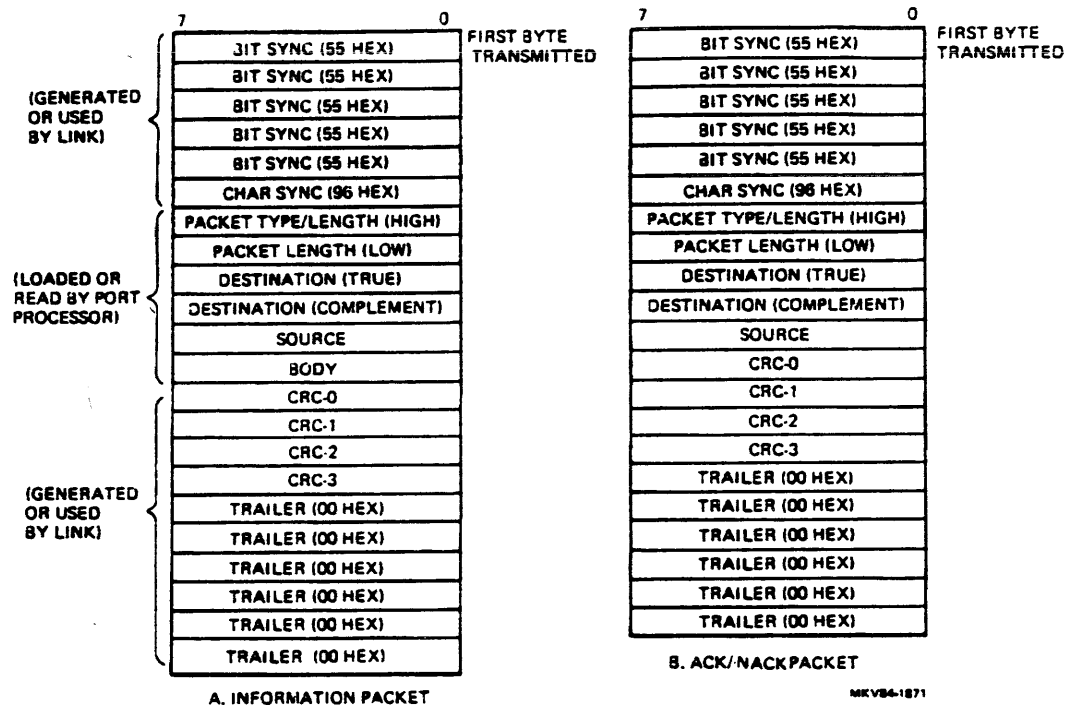 7 0
FIRST BYTE
TRANSMITTED
BIT SYNC (55 HEX)
BIT SYNC (55 HEX)
BIT SYNC (55 HEX)
BIT SYNC (55 HEX)
BIT SYNC (55 HEX)
CHAR SYNC (96 HEX)
(GENERATED
OR USED
BY LINK)
PACKET TYPE/LENGTH (HIGH)
PACKET LENGTH (LOW)
DESTINATION (TRUE)
DESTINATION (COMPLEMENT)
SOURCE
BODY
(LOADED OR
READ BY PORT
PROCESSOR)
CRC-0
CRC-1
CRC-2
CRC-3
TRAILER (00 HEX)
TRAILER (00 HEX)
TRAILER (00 HEX)
TRAILER (00 HEX)
TRAILER (00 HEX)
TRAILER (00 HEX)
(GENERATED
OR USED
BY LINK)
A. INFORMATION PACKET
7 0
FIRST BYTE
TRANSMITTED
BIT SYNC (55 HEX)
BIT SYNC (55 HEX)
BIT SYNC (55 HEX)
BIT SYNC (55 HEX)
BIT SYNC (55 HEX)
CHAR SYNC (96 HEX)
PACKET TYPE/LENGTH (HIGH)
PACKET LENGTH (LOW)
DESTINATION (TRUE)
DESTINATION (COMPLEMENT)
SOURCE
CRC-0
CRC-1
CRC-2
CRC-3
TRAILER (00 HEX)
TRAILER (00 HEX)
TRAILER (00 HEX)
TRAILER (00 HEX)
TRAILER (00 HEX)
TRAILER (00 HEX)
B. ACK/NACK PACKET
MKV84-1871